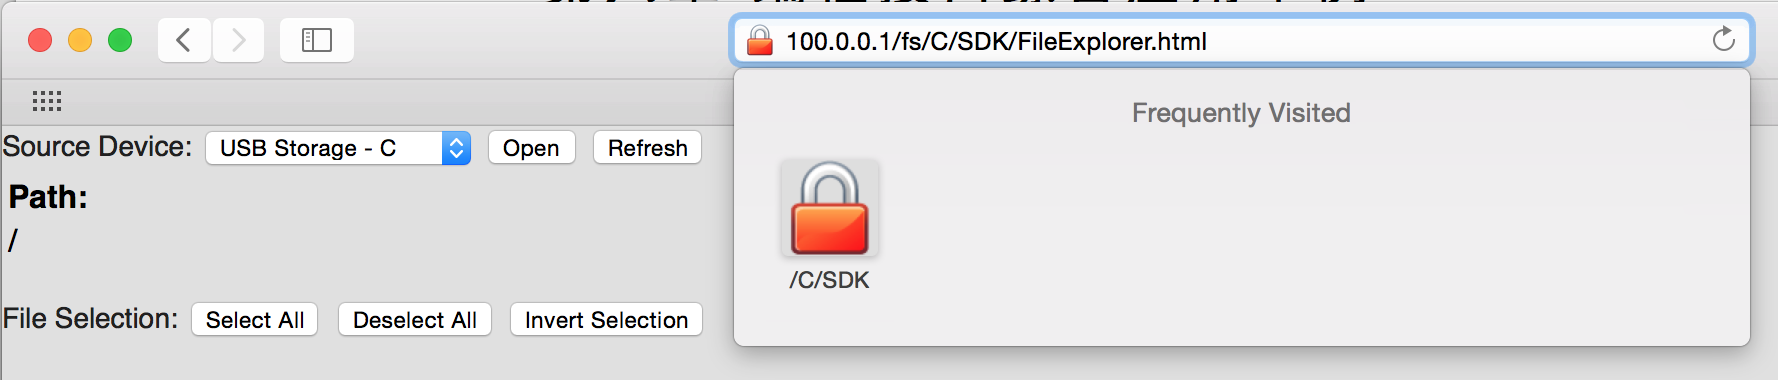 100.0.0.1/fs/C/SDK/FileExplorer.html
Frequently Visited
/C/SDK
Source Device: USB Storage - C Open Refresh
Path:
/
File Selection: Select All Deselect All Invert Selection